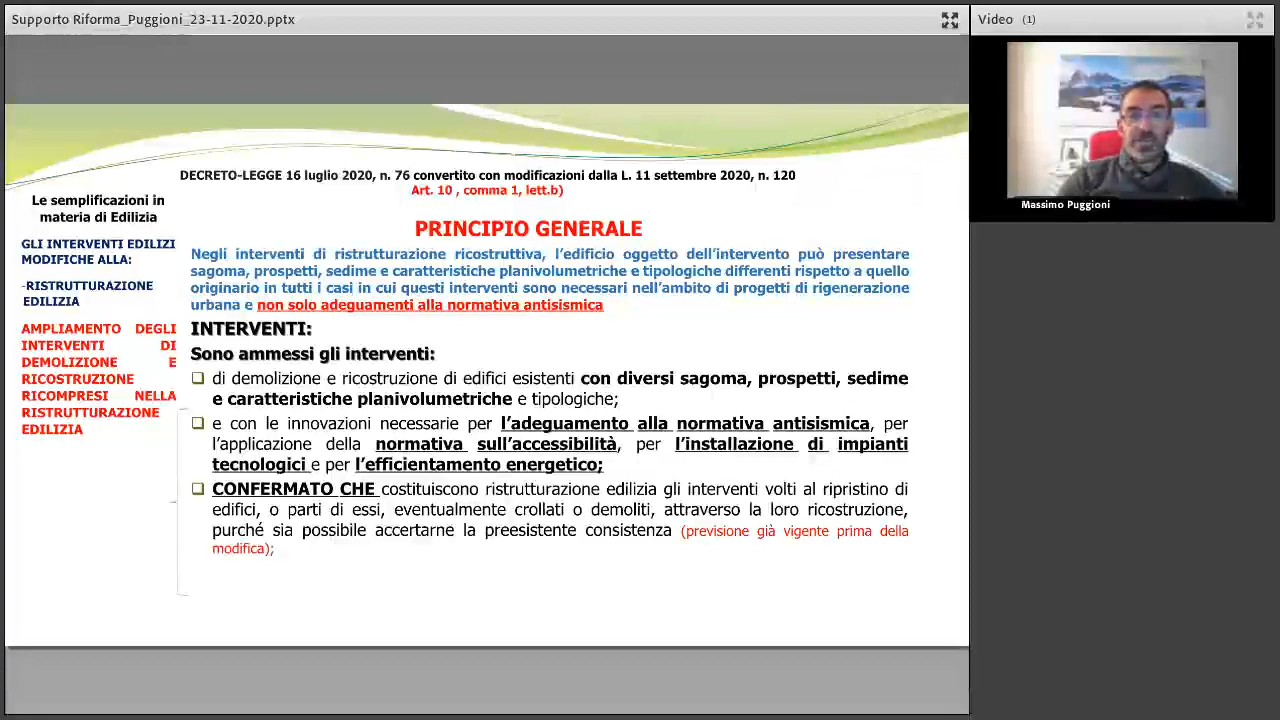 Supporto Riforma_Puggioni_23-11-2020.pptx
Video (1)
Massimo Puggioni
DECRETO-LEGGE 16 luglio 2020, n. 76 convertito con modificazioni dalla L. 11 settembre 2020, n. 120
Art. 10 , comma 1, lett.b)
Le semplificazioni in
materia di Edilizia
GLI INTERVENTI EDILIZI
MODIFICHE ALLA:
-RISTRUTTURAZIONE
EDILIZIA
AMPLIAMENTO DEGLI
INTERVENTI DI
DEMOLIZIONE E
RICOSTRUZIONE
RICOMPRESI NELLA
RISTRUTTURAZIONE
EDILIZIA
PRINCIPIO GENERALE
Negli interventi di ristrutturazione ricostruttiva, l'edificio oggetto dell'intervento può presentare
sagoma, prospetti, sedime e caratteristiche planivolumetriche e tipologiche differenti rispetto a quello
originario in tutti i casi in cui questi interventi sono necessari nell'ambito di progetti di rigenerazione
urbana e non solo adeguamenti alla normativa antisismica
INTERVENTI:
Sono ammessi gli interventi:
di demolizione e ricostruzione di edifici esistenti con diversi sagoma, prospetti, sedime
e caratteristiche planivolumetriche e tipologiche;
e con le innovazioni necessarie per l'adeguamento alla normativa antisismica, per
l'applicazione della normativa sull'accessibilità, per l'installazione di impianti
tecnologici e per l'efficientamento energetico;
CONFERMATO CHE costituiscono ristrutturazione edilizia gli interventi volti al ripristino di
edifici, o parti di essi, eventualmente crollati o demoliti, attraverso la loro ricostruzione,
purché sia possibile accertarne la preesistente consistenza (previsione già vigente prima della
modifica);